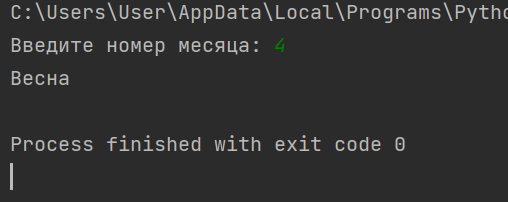 C:\Users\User\AppData\Local\Programs\Pytho
Введите номер месяца: 4
Весна
Process finished with exit code 0